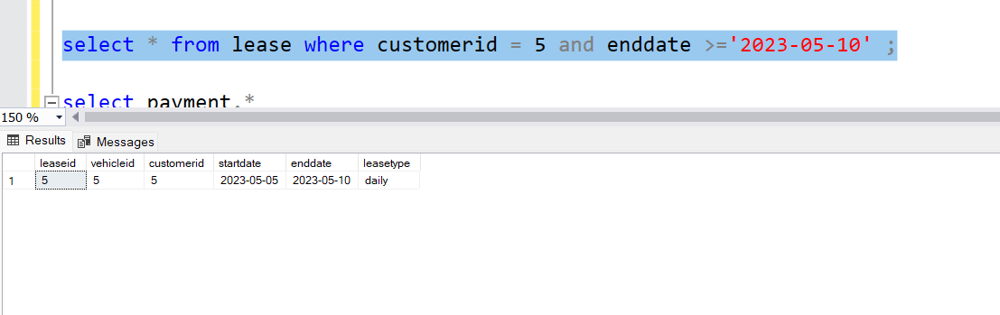 select * from lease where customerid = 5 and enddate >='2023-05-10' ;
select payment.*
150 %
Results Messages
leaseid vehicleid customerid startdate enddate leasetype
1 5 5 5 2023-05-05 2023-05-10 daily